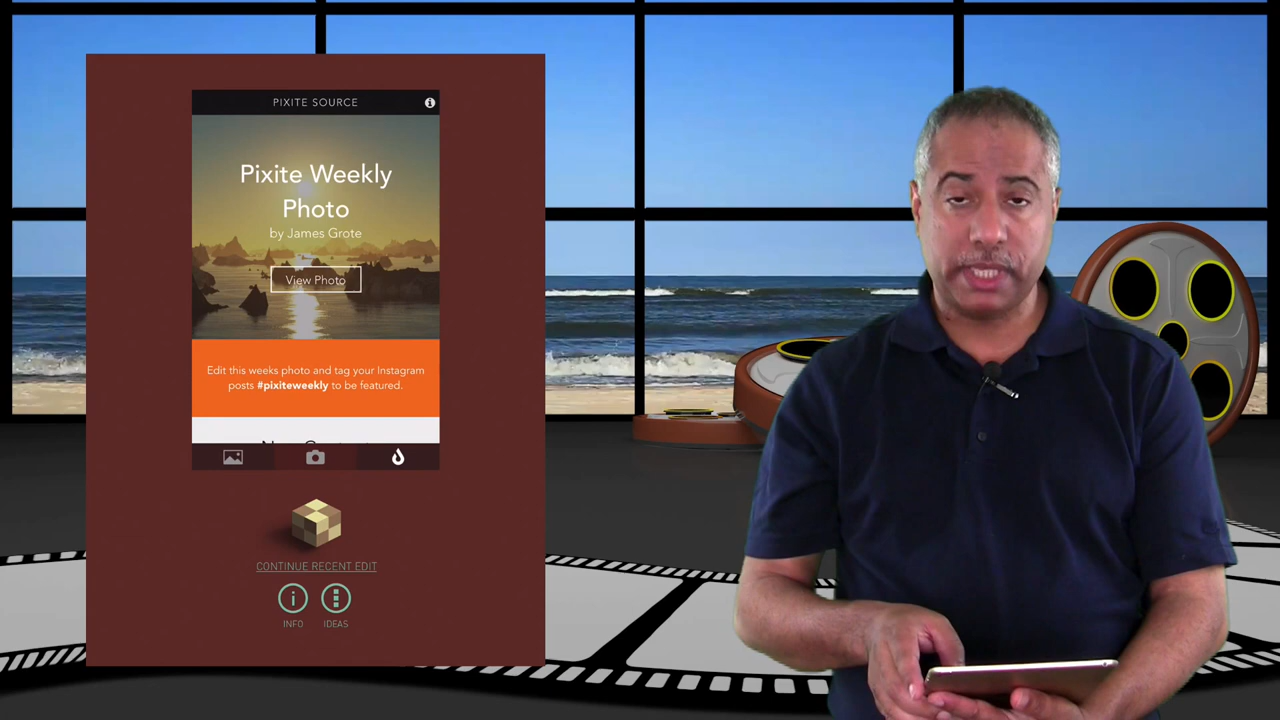 PIXITE SOURCE
Pixite Weekly
Photo
by James Grote
View Photo
Edit this weeks photo and tag your Instagram
posts #pixiteweekly to be featured.
CONTINUE RECENT EDIT
INFO
IDEAS